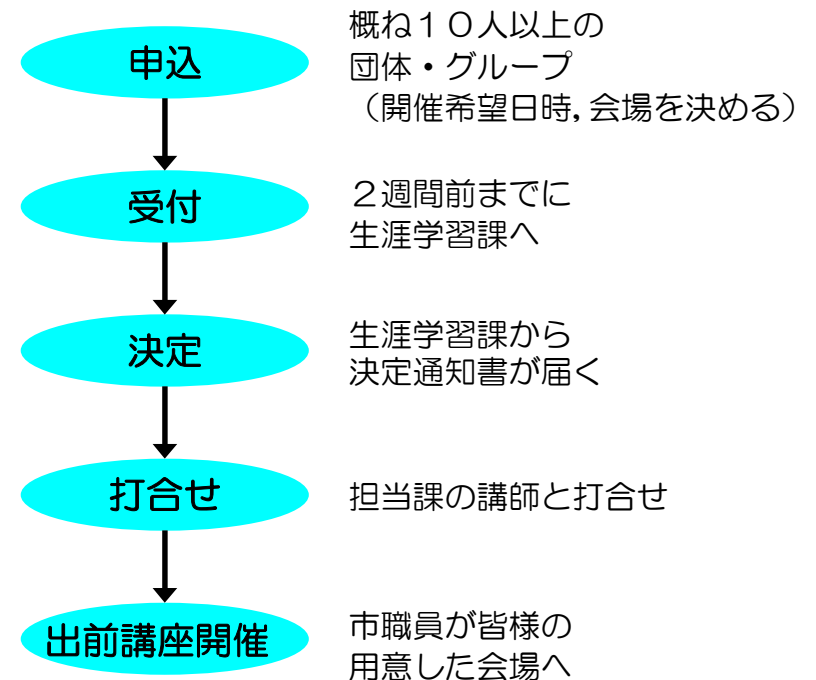 申込
概ね１０人以上の
団体・グループ
（開催希望日時，会場を決める）
受付
２週間前までに
生涯学習課へ
決定
生涯学習課から
決定通知書が届く
打合せ
担当課の講師と打合せ
出前講座開催
市職員が皆様の
用意した会場へ